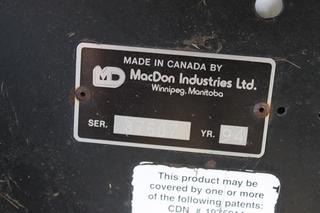 MADE IN CANADA BY
MD MacDon Industries Ltd.
Winnipeg, Manitoba
SER. YR. 94
This product may be
covered by one or more
of the following patents:
CDN #